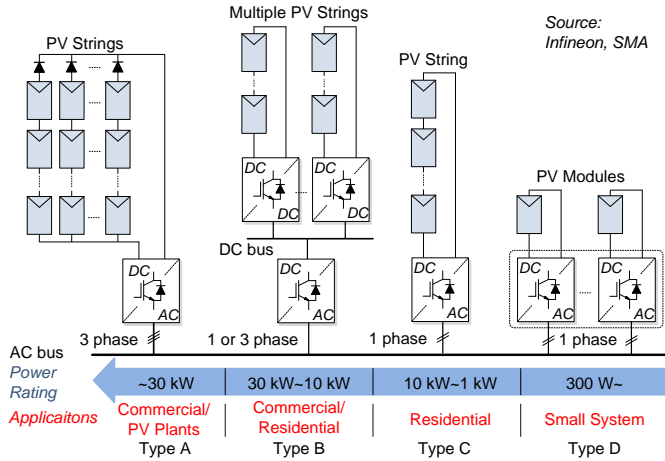 Multiple PV Strings
Source:
Infineon, SMA
PV Strings
PV String
PV Modules
DC
DC
DC
DC
DC bus
DC
AC
DC
AC
DC
AC
DC
AC
DC
AC
3 phase
1 or 3 phase
1 phase
1 phase
AC bus
Power
Rating
~30 kW
30 kW~10 kW
10 kW~1 kW
300 W~
Applicaitons
Commercial/
PV Plants
Commercial/
Residential
Residential
Small System
Type A
Type B
Type C
Type D